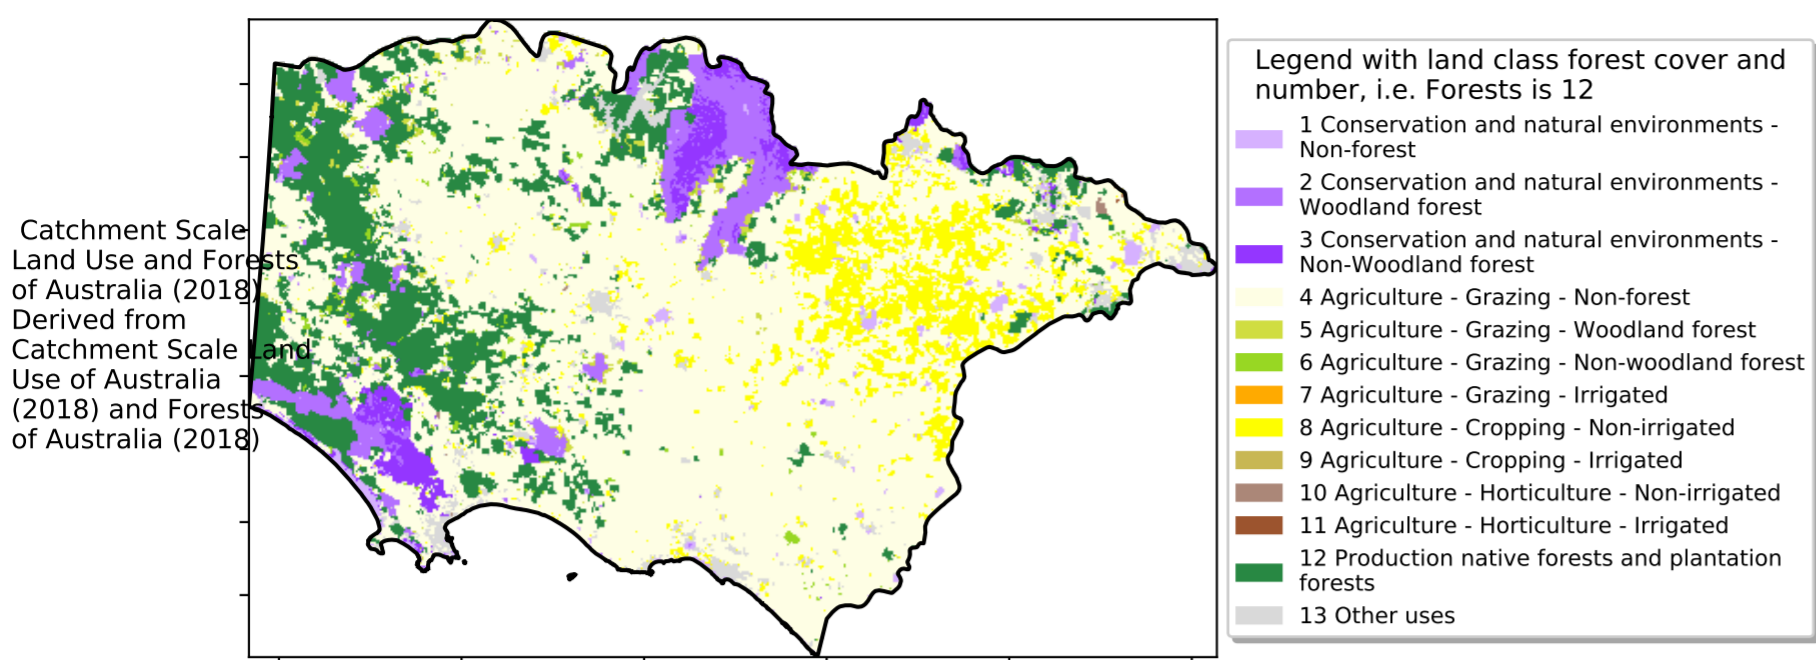 Catchment Scale
Land Use and Forests
of Australia (2018)
Derived from
Catchment Scale Land
Use of Australia
(2018) and Forests
of Australia (2018)
Legend with land class forest cover and
number, i.e. Forests is 12
1 Conservation and natural environments -
Non-forest
2 Conservation and natural environments -
Woodland forest
3 Conservation and natural environments -
Non-Woodland forest
4 Agriculture - Grazing - Non-forest
5 Agriculture - Grazing - Woodland forest
6 Agriculture - Grazing - Non-woodland forest
7 Agriculture - Grazing - Irrigated
8 Agriculture - Cropping - Non-irrigated
9 Agriculture - Cropping - Irrigated
10 Agriculture - Horticulture - Non-irrigated
11 Agriculture - Horticulture - Irrigated
12 Production native forests and plantation
forests
13 Other uses